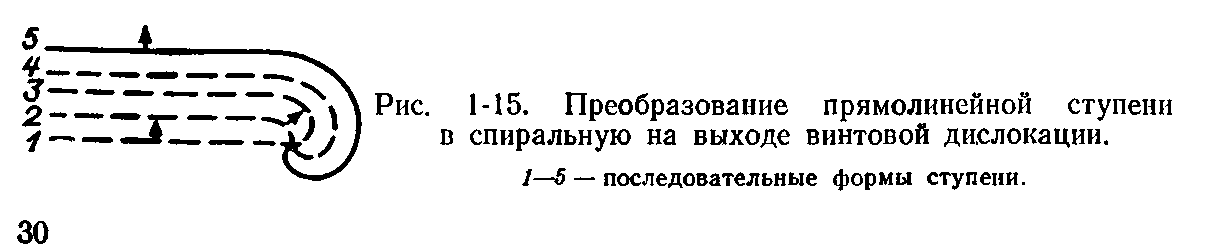 5
4
3
2
1
Рис. 1-15. Преобразование прямолинейной ступени
в спиральную на выходе винтовой дислокации.
1—5 — последовательные формы ступени.
30